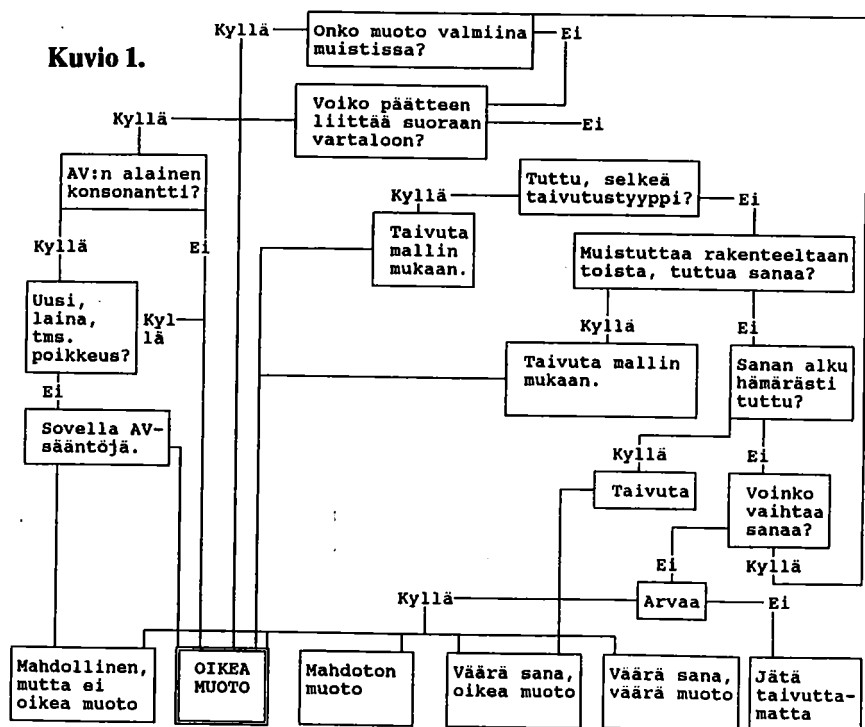 Kuvio 1.
Kyllä
Onko muoto valmiina
muistissa?
Ei
Kyllä
Voiko päätteen
liittää suoraan
vartaloon?
Ei
AV:n alainen
konsonantti?
Kyllä
Tuttu, selkeä
taivutustyyppi?
Ei
Kyllä
Ei
Taivuta
mallin
mukaan.
Muistuttaa rakenteeltaan
toista, tuttua sanaa?
Uusi,
laina,
tms.
poikkeus?
Kyl
lä
Kyllä
Ei
Taivuta mallin
mukaan.
Sanan alku
hämärästi
tuttu?
Ei
Sovella AV-
sääntöjä.
Kyllä
Ei
Taivuta
Voinko
vaihtaa
sanaa?
Ei
Kyllä
Kyllä
Arvaa
Ei
Mahdollinen,
mutta ei
oikea muoto
OIKEA
MUOTO
Mahdoton
muoto
Väärä sana,
oikea muoto
Väärä sana,
väärä muoto
Jätä
taivutta-
matta